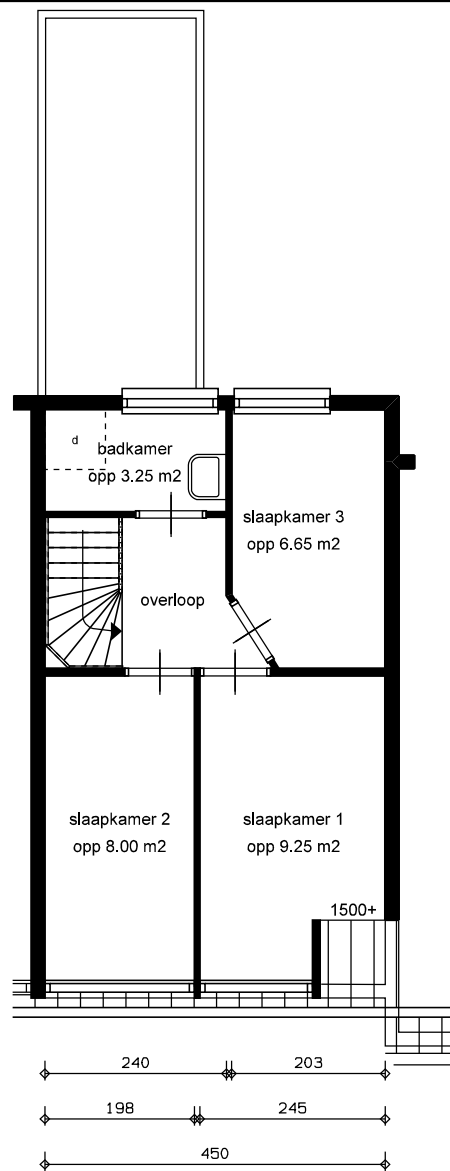 d
badkamer
opp 3.25 m2
slaapkamer 3
opp 6.65 m2
overloop
slaapkamer 2
opp 8.00 m2
slaapkamer 1
opp 9.25 m2
1500+
240
203
198
245
450